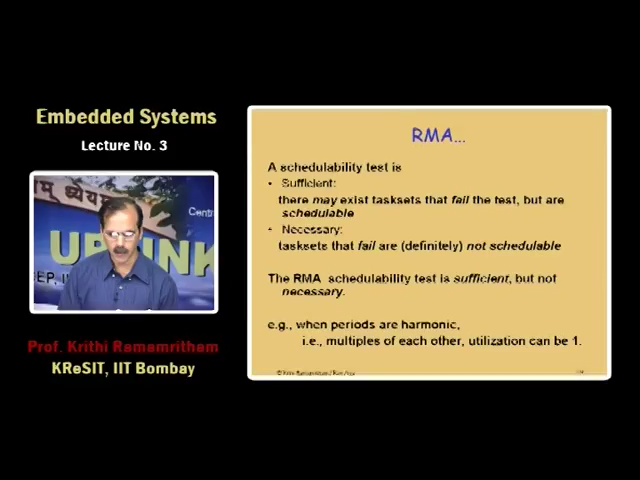 Embedded Systems
Lecture No. 3
Prof. Krithi Ramamritham
KReSIT, IIT Bombay
RMA...
A schedulability test is
• Sufficient:
there may exist tasksets that fail the test, but are
schedulable
• Necessary:
tasksets that fail are (definitely) not schedulable
The RMA schedulability test is sufficient, but not
necessary.
e.g., when periods are harmonic,
i.e., multiples of each other, utilization can be 1.